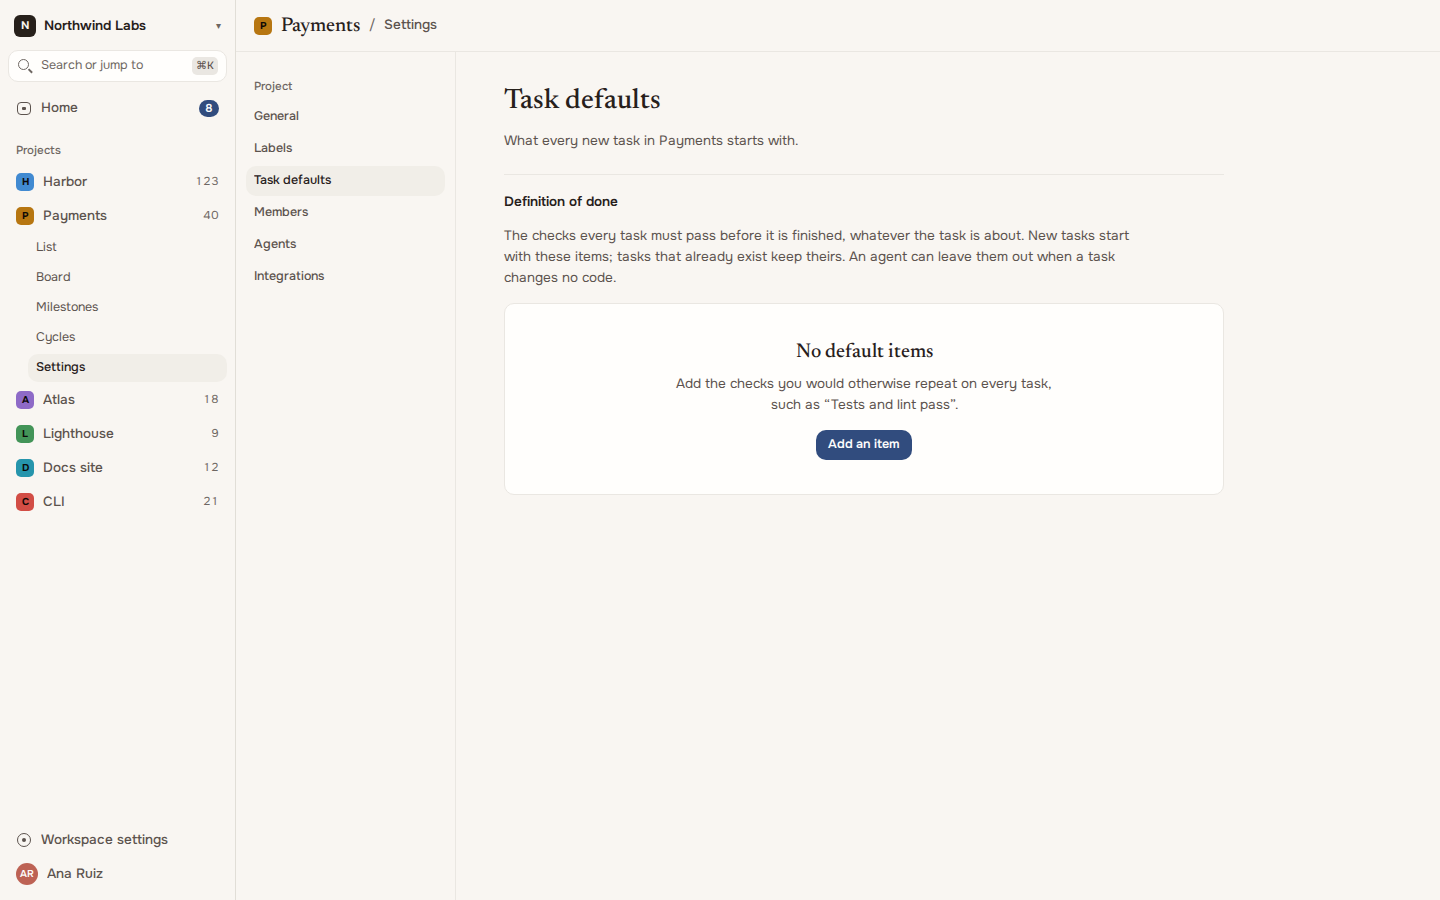 N Northwind Labs ▾
Search or jump to ⌘K
Home 8
Projects
H Harbor 123
P Payments 40
List
Board
Milestones
Cycles
Settings
A Atlas 18
L Lighthouse 9
D Docs site 12
C CLI 21
Workspace settings
AR Ana Ruiz
P Payments / Settings
Project
General
Labels
Task defaults
Members
Agents
Integrations
Task defaults
What every new task in Payments starts with.
Definition of done
The checks every task must pass before it is finished, whatever the task is about. New tasks start
with these items; tasks that already exist keep theirs. An agent can leave them out when a task
changes no code.
No default items
Add the checks you would otherwise repeat on every task,
such as “Tests and lint pass”.
Add an item